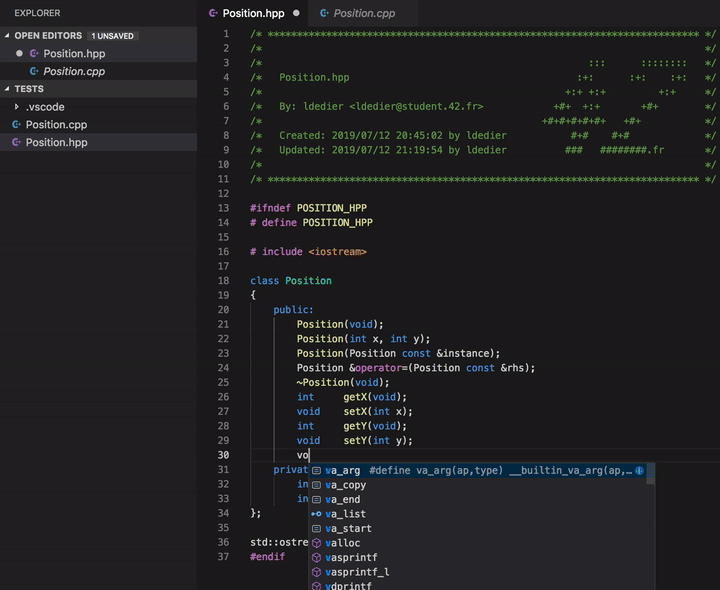 EXPLORER
OPEN EDITORS 1 UNSAVED
Position.hpp
Position.cpp
TESTS
.vscode
Position.cpp
Position.hpp
Position.hpp
Position.cpp
1 /* ************************************************************************** */
2 /* */
3 /* ::: :::::::: */
4 /* Position.hpp :+: :+: :+: */
5 /* +:+ +:+ +:+ */
6 /* By: ldedier <ldedier@student.42.fr> +#+ +:+ +#+ */
7 /* +#+#+#+#+#+ +#+ */
8 /* Created: 2019/07/12 20:45:02 by ldedier #+# #+# */
9 /* Updated: 2019/07/12 21:19:54 by ldedier ### ########.fr */
10 /* */
11 /* ************************************************************************** */
12
13 #ifndef POSITION_HPP
14 # define POSITION_HPP
15
16 # include <iostream>
17
18 class Position
19 {
20 public:
21 Position(void);
22 Position(int x, int y);
23 Position(Position const &instance);
24 Position &operator=(Position const &rhs);
25 ~Position(void);
26 int getX(void);
27 void setX(int x);
28 int getY(void);
29 void setY(int y);
30 vo
31 privat
32 in
33 in
34 };
35
36 std::ostre
37 #endif
va_arg #define va_arg(ap,type) __builtin_va_arg(ap,…
va_copy
va_end
va_list
va_start
valloc
vasprintf
vasprintf_l
vdprintf